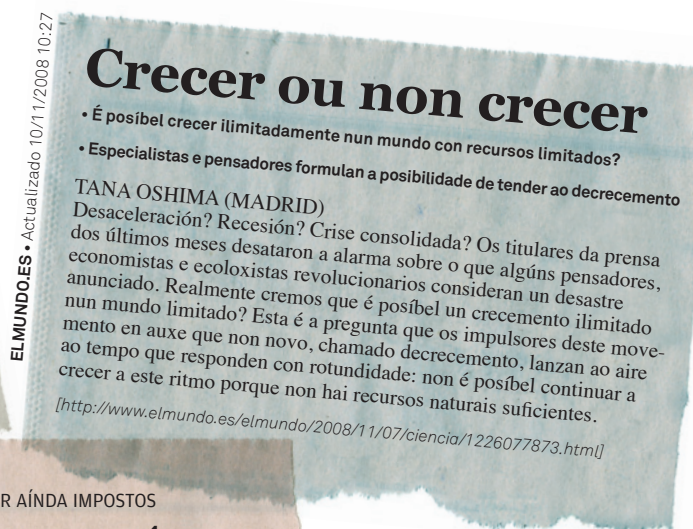 ELMUNDO.ES • Actualizado 10/11/2008 10:27
Crecer ou non crecer
• É posíbel crecer ilimitadamente nun mundo con recursos limitados?
• Especialistas e pensadores formulan a posibilidade de tender ao decrecemento
TANA OSHIMA (MADRID)
Desaceleración? Recesión? Crise consolidada? Os titulares da prensa
dos últimos meses desataron a alarma sobre o que algúns pensadores,
economistas e ecoloxistas revolucionarios consideran un desastre
anunciado. Realmente cremos que é posíbel un crecemento ilimitado
nun mundo limitado? Esta é a pregunta que os impulsores deste move-
mento en auxe que non novo, chamado decrecemento, lanzan ao aire
ao tempo que responden con rotundidade: non é posíbel continuar a
crecer a este ritmo porque non hai recursos naturais suficientes.
[http://www.elmundo.es/elmundo/2008/11/07/ciencia/1226077873.html]
R AÍNDA IMPOSTOS